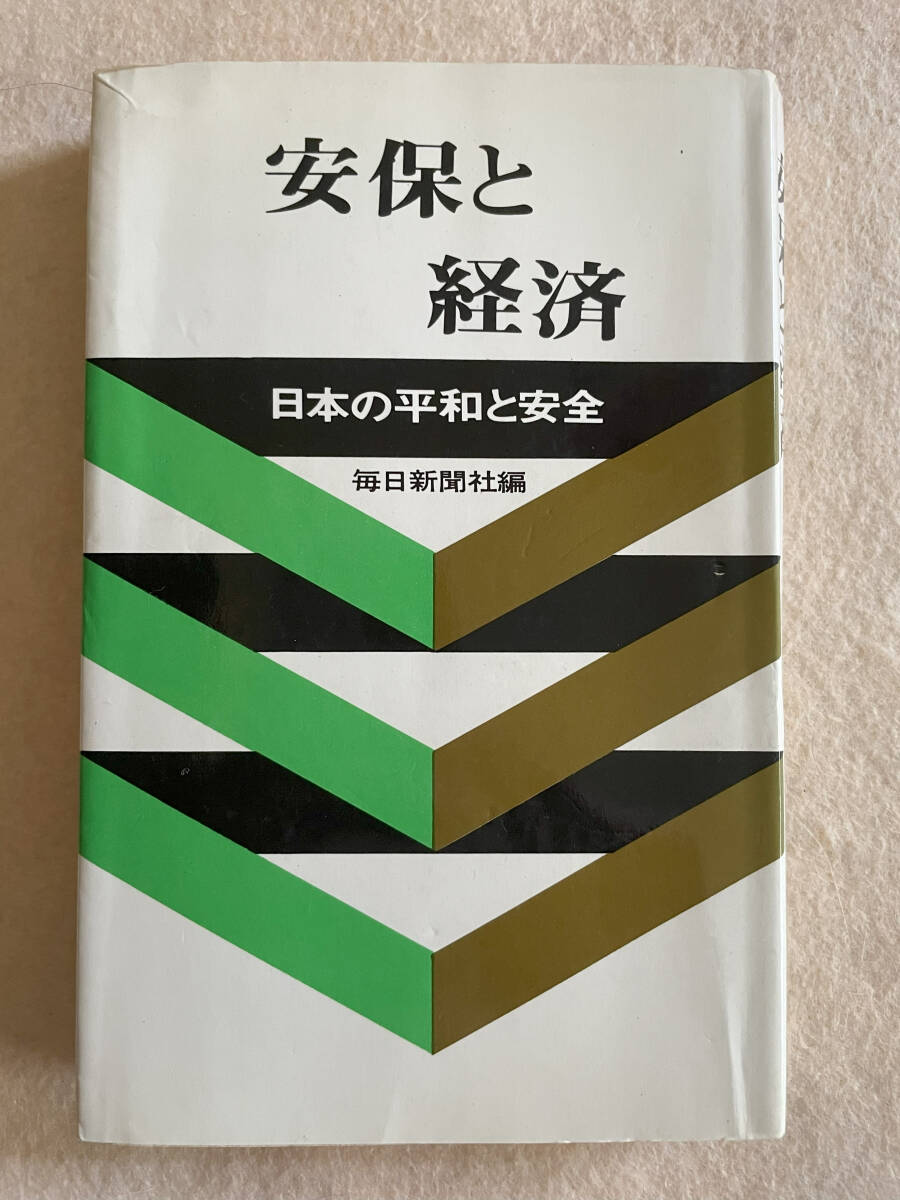 安保と
経済
日本の平和と安全
毎日新聞社編